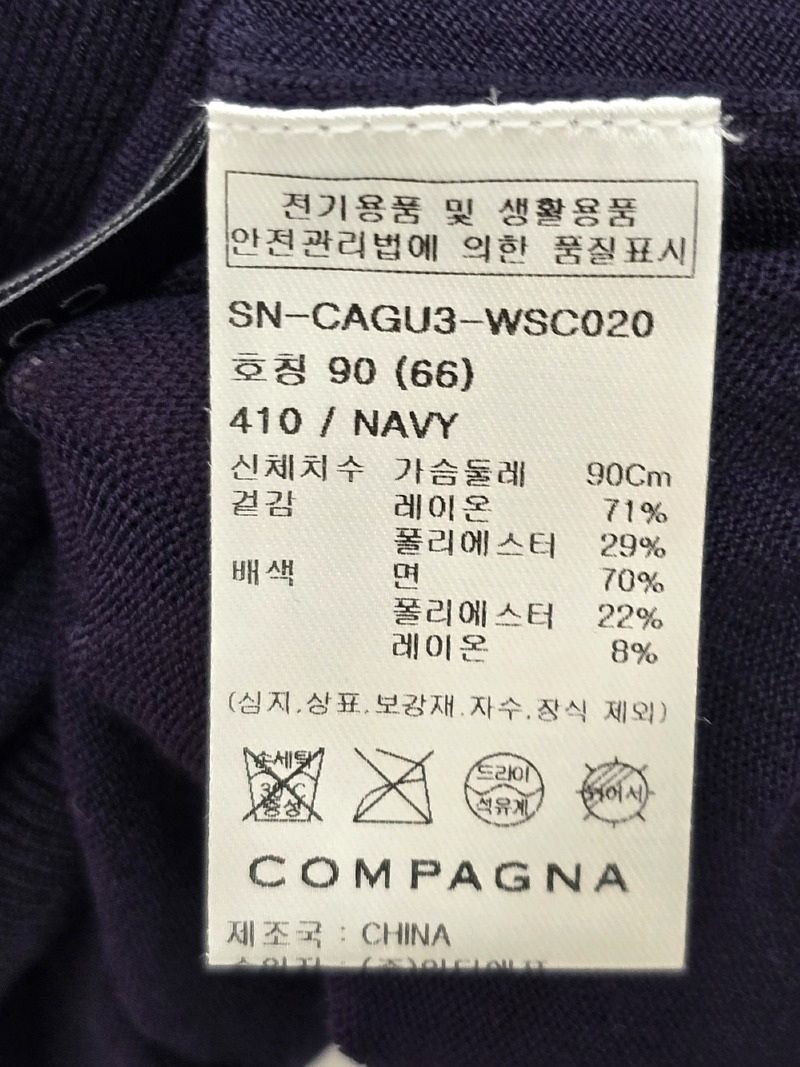 전기용품 및 생활용품
안전관리법에 의한 품질표시
SN-CAGU3-WSC020
호칭 90 (66)
410 / NAVY
신체치수 가슴둘레 90Cm
겉감 레이온 71%
폴리에스터 29%
배색 면 70%
폴리에스터 22%
레이온 8%
(심지,상표,보강재,자수,장식 제외)
손세탁
30°C
중성
드라이
석유계
뉘어서
COMPAGNA
제조국 : CHINA